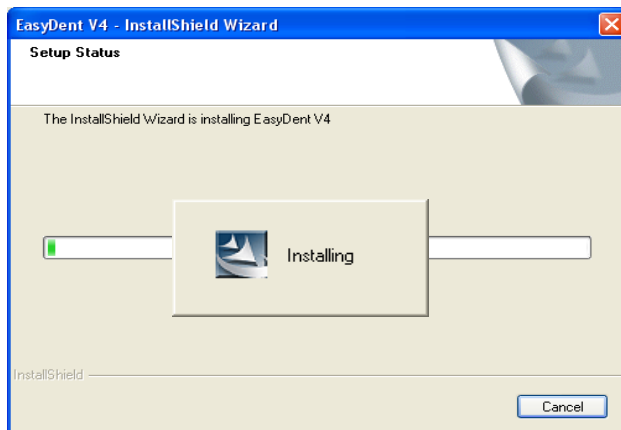 EasyDent V4 - InstallShield Wizard
Setup Status
The InstallShield Wizard is installing EasyDent V4
Installing
InstallShield
Cancel